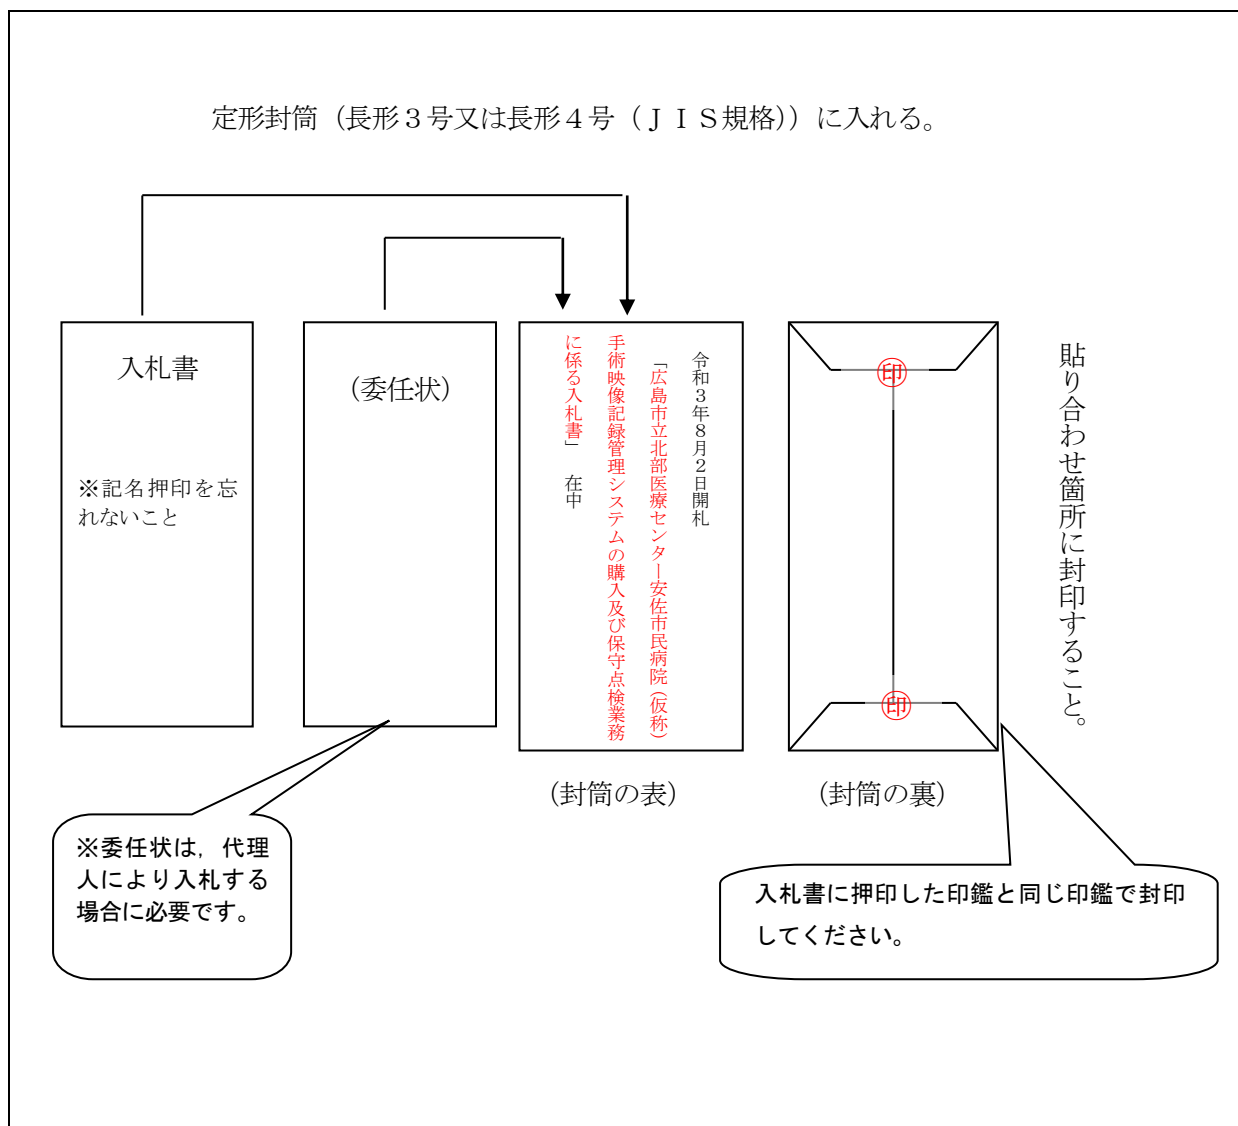 定形封筒（長形３号又は長形４号（ＪＩＳ規格））に入れる。
入札書
※記名押印を忘
れないこと
（委任状）
令和３年８月２日開札
「広島市立北部医療センター安佐市民病院（仮称）
手術映像記録管理システムの購入及び保守点検業務
に係る入札書」　在中
印
印
貼り合わせ箇所に封印すること。
（封筒の表）
（封筒の裏）
※委任状は，代理
人により入札する
場合に必要です。
入札書に押印した印鑑と同じ印鑑で封印
してください。